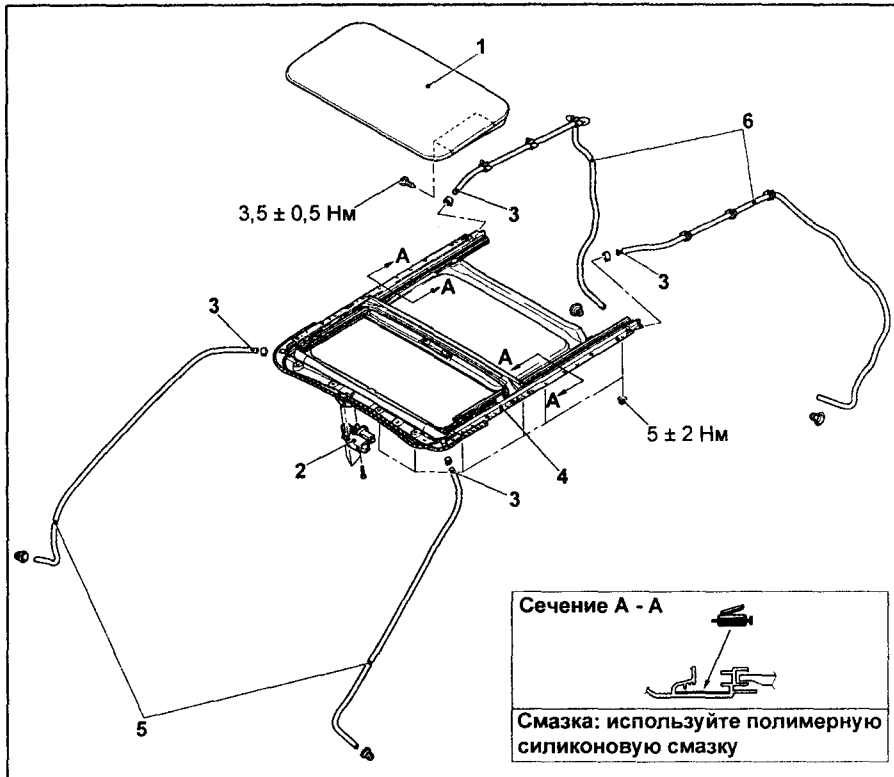 1
6
3,5 ± 0,5 Нм
3
A
3
A
3
A
A
5 ± 2 Нм
2
3
4
5
Сечение А - А
Смазка: используйте полимерную
силиконовую смазку